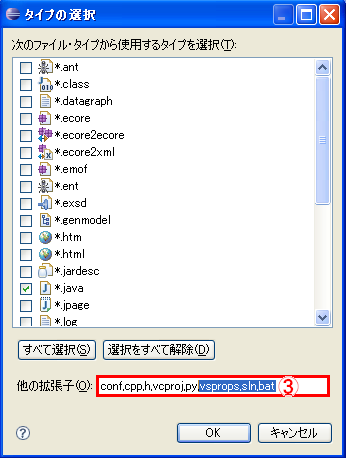 タイプの選択
次のファイル・タイプから使用するタイプを選択(T):
*.ant
*.class
*.datagraph
*.ecore
*.ecore2ecore
*.ecore2xml
*.emof
*.ent
*.exsd
*.genmodel
*.htm
*.html
*.jardesc
*.java
*.jpage
*.log
すべて選択(S) 選択をすべて解除(D)
他の拡張子(O): conf,cpp,h,vcproj,py,vsprops,sln,bat ③
OK キャンセル